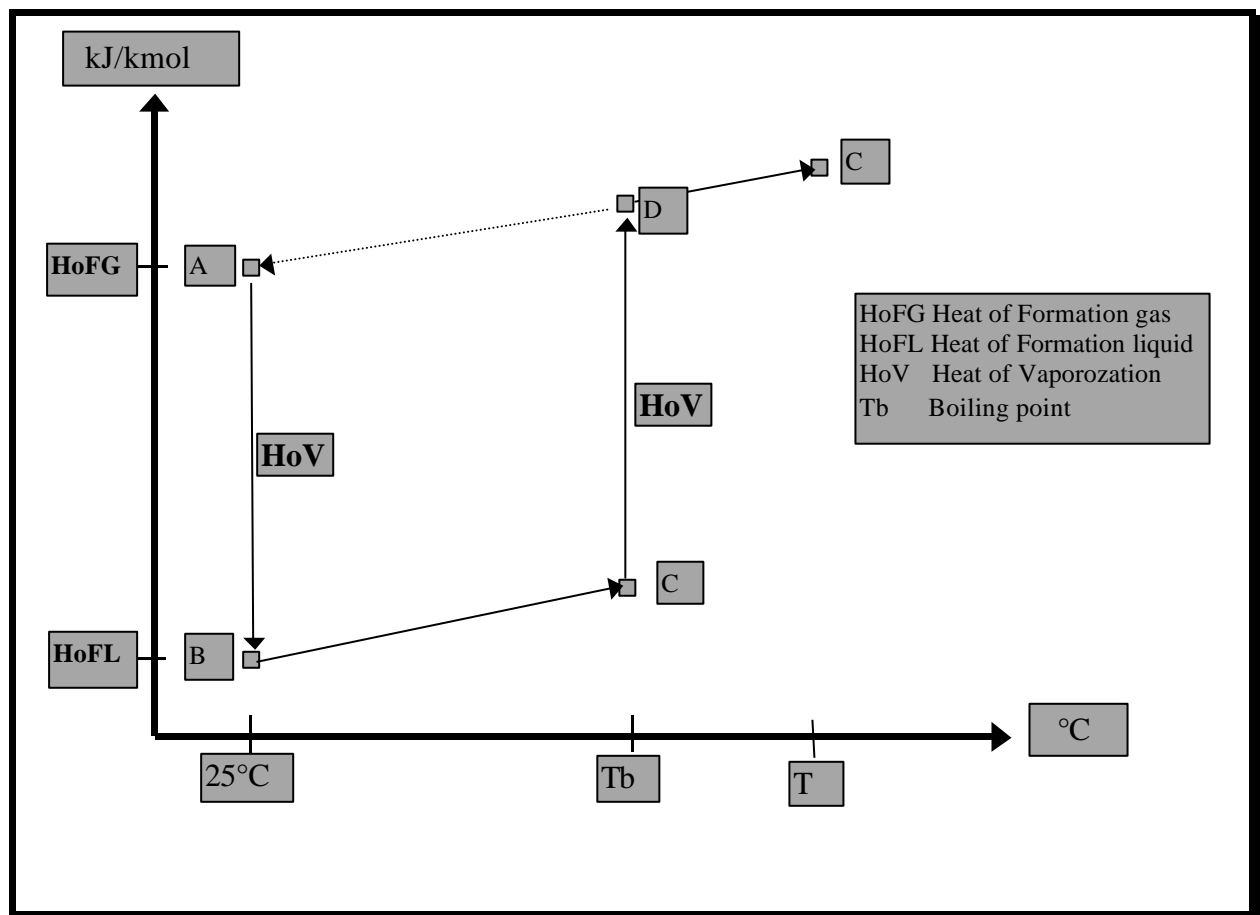 kJ/kmol
C
D
HoFG
A
HoFG Heat of Formation gas
HoFL Heat of Formation liquid
HoV Heat of Vaporozation
Tb Boiling point
HoV
HoV
C
HoFL
B
°C
25°C
Tb
T